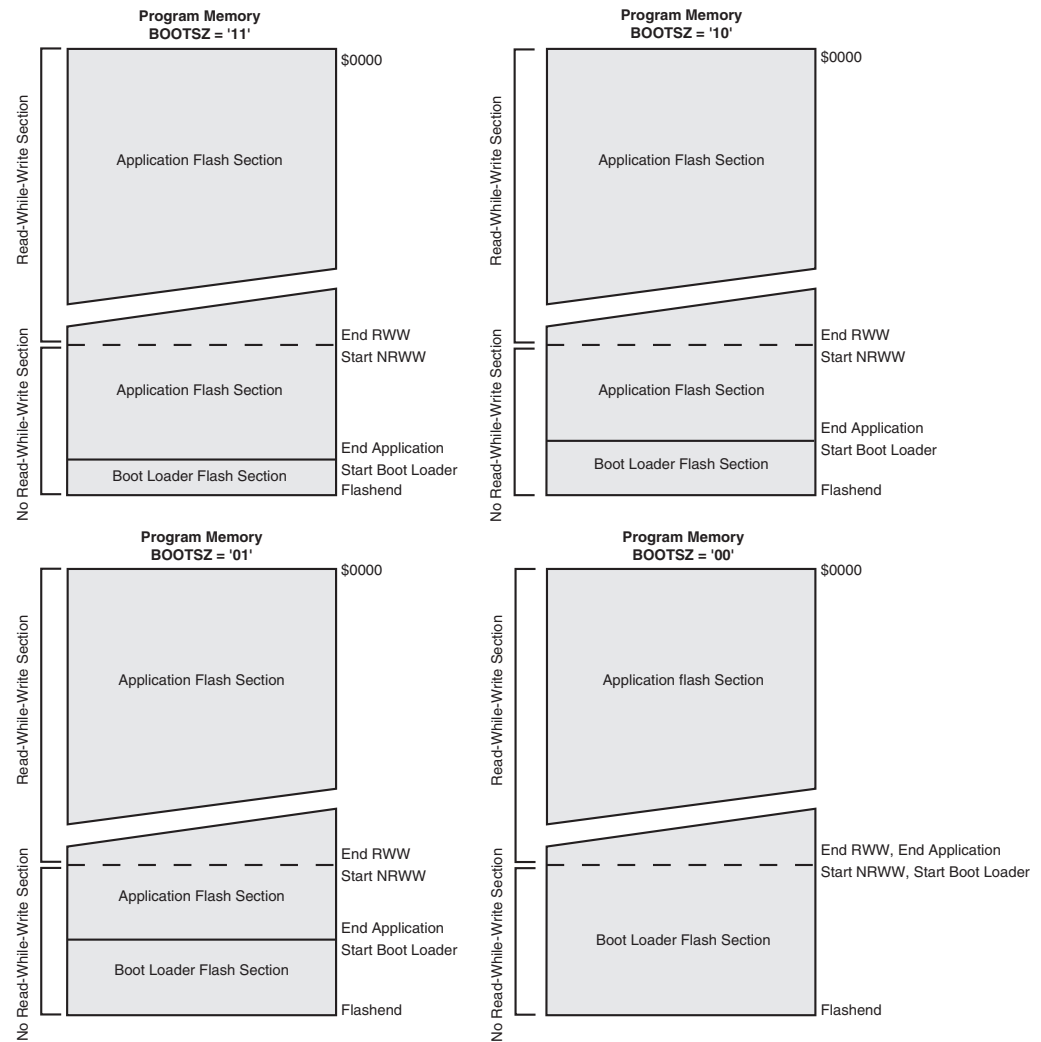 Program Memory
BOOTSZ = '11'
$0000
Read-While-Write Section
Application Flash Section
End RWW
Start NRWW
No Read-While-Write Section
Application Flash Section
End Application
Start Boot Loader
Boot Loader Flash Section
Flashend
Program Memory
BOOTSZ = '10'
$0000
Read-While-Write Section
Application Flash Section
End RWW
Start NRWW
No Read-While-Write Section
Application Flash Section
End Application
Start Boot Loader
Boot Loader Flash Section
Flashend
Program Memory
BOOTSZ = '01'
$0000
Read-While-Write Section
Application Flash Section
End RWW
Start NRWW
No Read-While-Write Section
Application Flash Section
End Application
Start Boot Loader
Boot Loader Flash Section
Flashend
Program Memory
BOOTSZ = '00'
$0000
Read-While-Write Section
Application flash Section
End RWW, End Application
Start NRWW, Start Boot Loader
No Read-While-Write Section
Boot Loader Flash Section
Flashend